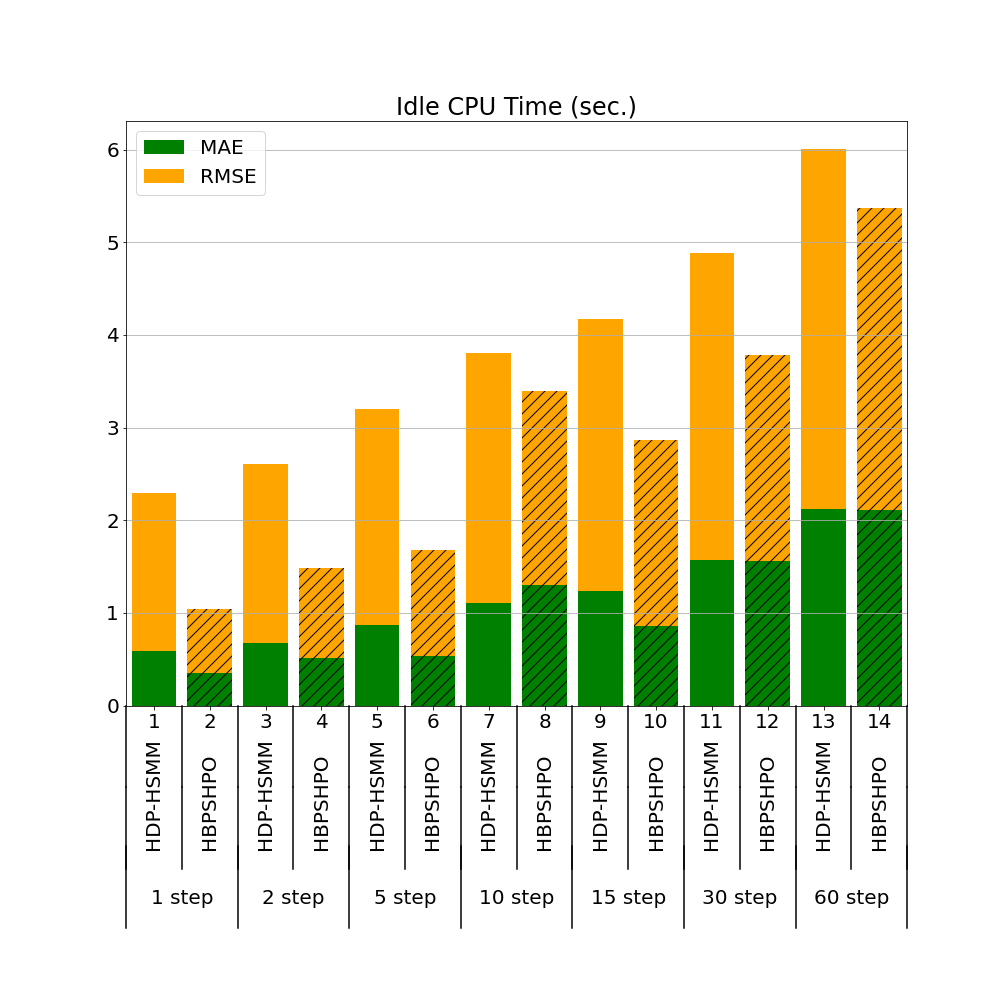 Idle CPU Time (sec.)
MAE
RMSE
6
5
4
3
2
1
0
1 2 3 4 5 6 7 8 9 10 11 12 13 14
HDP-HSMM HBPSHPO HDP-HSMM HBPSHPO HDP-HSMM HBPSHPO HDP-HSMM HBPSHPO HDP-HSMM HBPSHPO HDP-HSMM HBPSHPO HDP-HSMM HBPSHPO
1 step 2 step 5 step 10 step 15 step 30 step 60 step